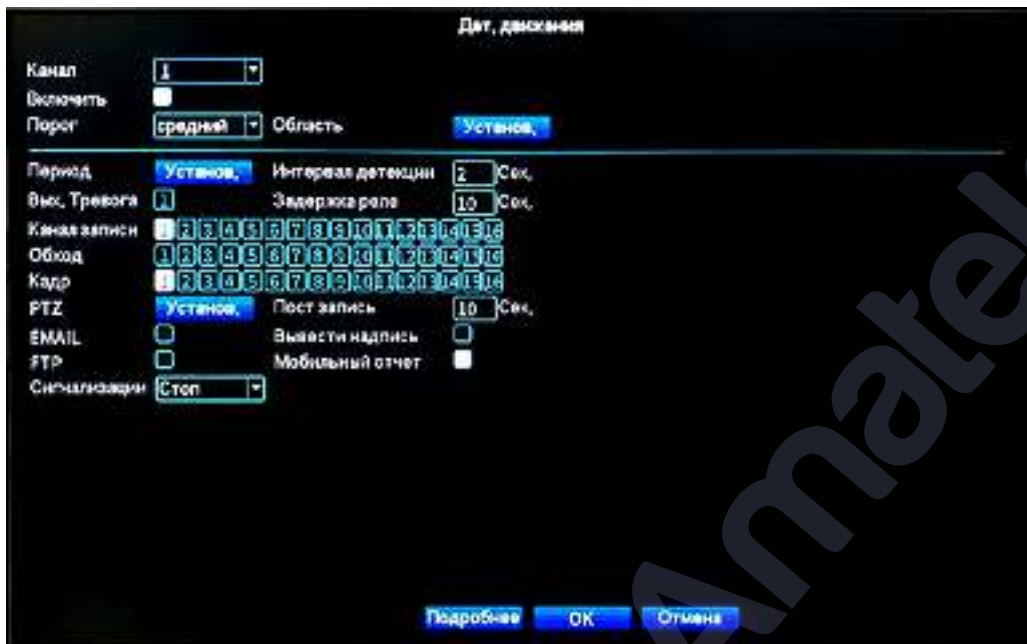 Дат, движения
Канал 1
Включить
Порог средний Область Установ,
Период Установ, Интервал детекции 2 Сек,
Вых, Тревога 1 Задержка реле 10 Сек,
Канал записи 1 2 3 4 5 6 7 8 9 10 11 12 13 14 15 16
Обход 1 2 3 4 5 6 7 8 9 10 11 12 13 14 15 16
Кадр 1 2 3 4 5 6 7 8 9 10 11 12 13 14 15 16
PTZ Установ, Пост запись 10 Сек,
EMAIL Вывести надпись
FTP Мобильный отчет
Сигнализации Стоп
Подробнее OK Отмена
Amatel